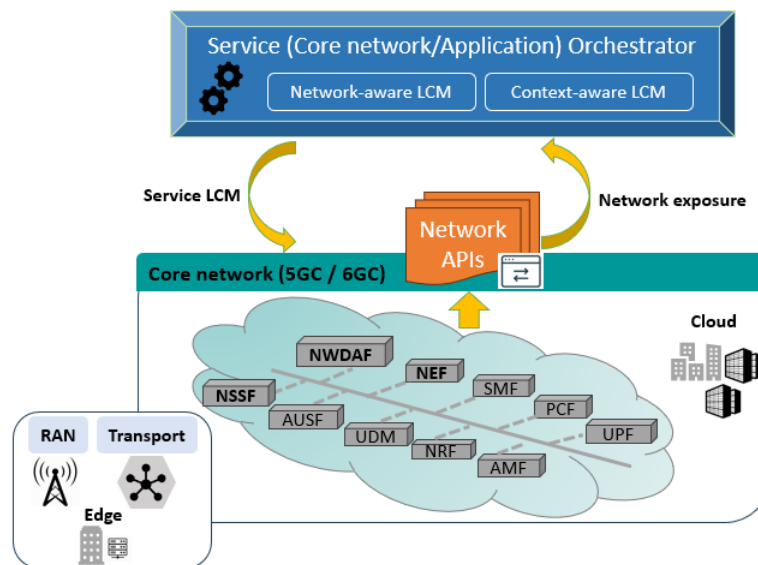 Service (Core network/Application) Orchestrator
Network-aware LCM
Context-aware LCM
Service LCM
Network exposure
Network
APIs
Core network (5GC / 6GC)
Cloud
NWDAF
NEF
NSSF
SMF
AUSF
PCF
UDM
UPF
NRF
AMF
RAN
Transport
Edge